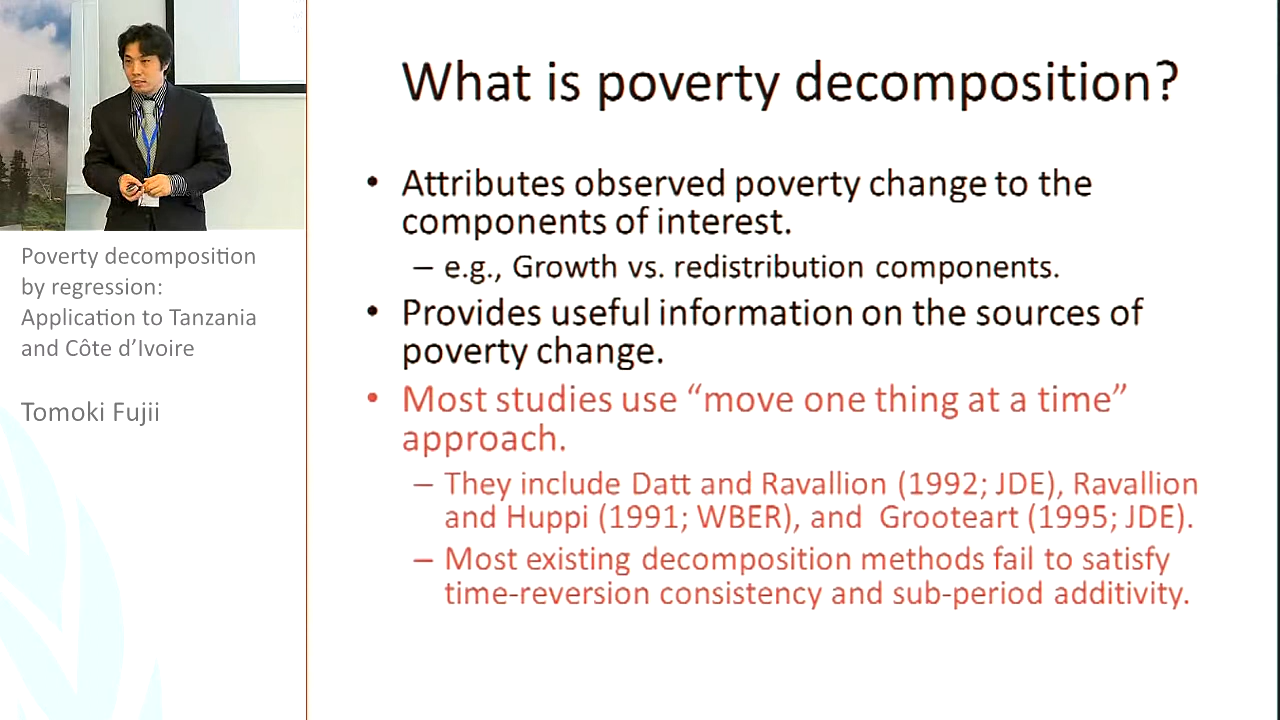 What is poverty decomposition?
• Attributes observed poverty change to the
components of interest.
– e.g., Growth vs. redistribution components.
• Provides useful information on the sources of
poverty change.
• Most studies use “move one thing at a time”
approach.
– They include Datt and Ravallion (1992; JDE), Ravallion
and Huppi (1991; WBER), and Grooteart (1995; JDE).
– Most existing decomposition methods fail to satisfy
time-reversion consistency and sub-period additivity.
Poverty decomposition
by regression:
Application to Tanzania
and Côte d’Ivoire
Tomoki Fujii